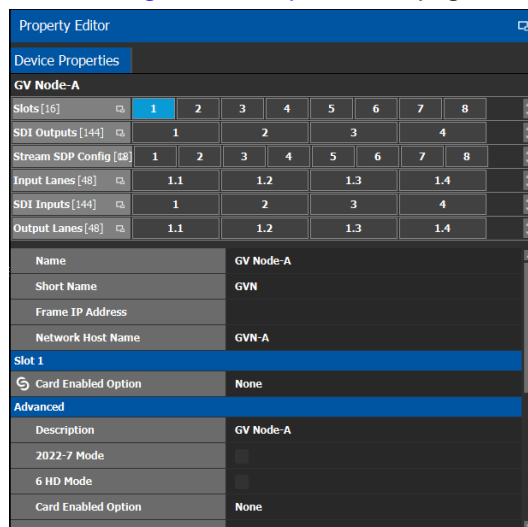 Property Editor
Device Properties
GV Node-A
Slots [16] 1 2 3 4 5 6 7 8
SDI Outputs [144] 1 2 3 4
Stream SDP Config 1 2 3 4 5 6 7 8
Input Lanes [48] 1.1 1.2 1.3 1.4
SDI Inputs [144] 1 2 3 4
Output Lanes [48] 1.1 1.2 1.3 1.4
Name GV Node-A
Short Name GVN
Frame IP Address
Network Host Name GVN-A
Slot 1
Card Enabled Option None
Advanced
Description GV Node-A
2022-7 Mode
6 HD Mode
Card Enabled Option None